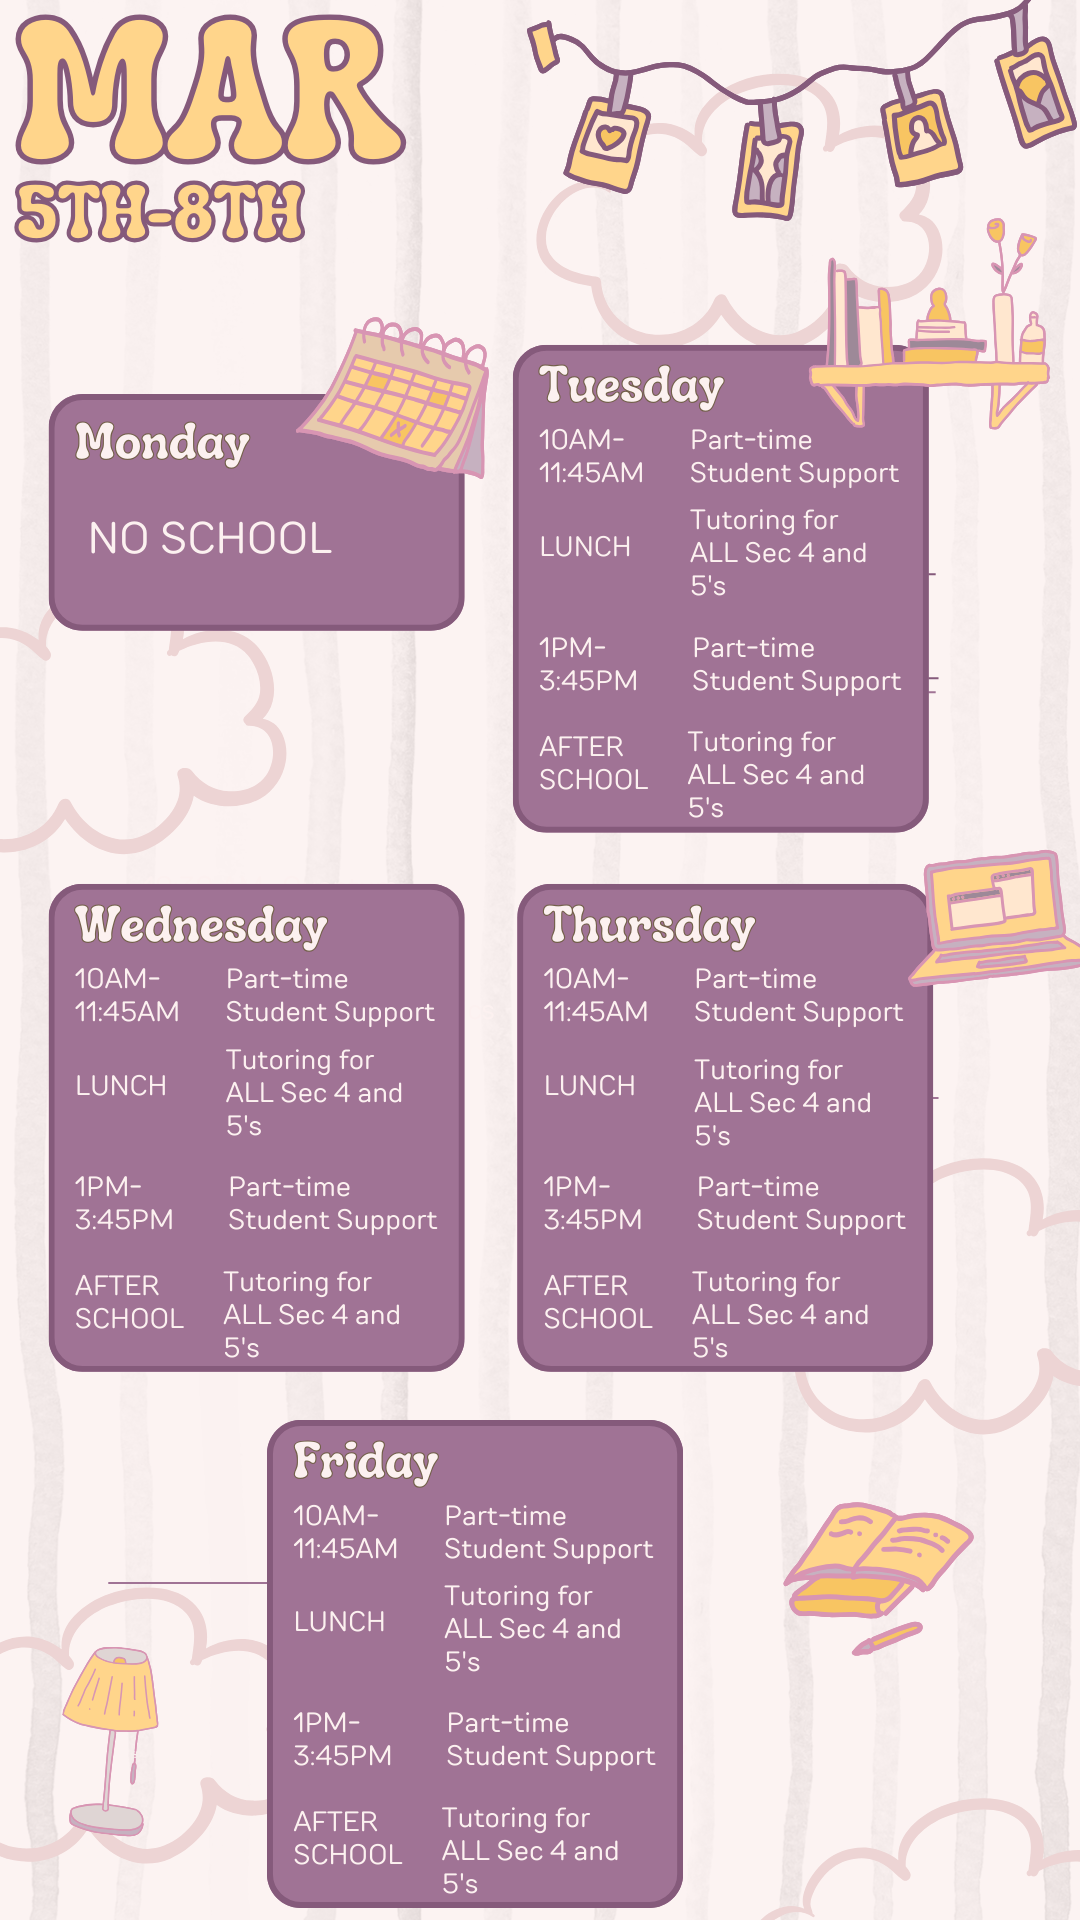 MAR
5TH-8TH
Monday
NO SCHOOL
Tuesday
10AM-
11:45AM
Part-time
Student Support
LUNCH
Tutoring for
ALL Sec 4 and
5's
1PM-
3:45PM
Part-time
Student Support
AFTER
SCHOOL
Tutoring for
ALL Sec 4 and
5's
Wednesday
10AM-
11:45AM
Part-time
Student Support
LUNCH
Tutoring for
ALL Sec 4 and
5's
1PM-
3:45PM
Part-time
Student Support
AFTER
SCHOOL
Tutoring for
ALL Sec 4 and
5's
Thursday
10AM-
11:45AM
Part-time
Student Support
LUNCH
Tutoring for
ALL Sec 4 and
5's
1PM-
3:45PM
Part-time
Student Support
AFTER
SCHOOL
Tutoring for
ALL Sec 4 and
5's
Friday
10AM-
11:45AM
Part-time
Student Support
LUNCH
Tutoring for
ALL Sec 4 and
5's
1PM-
3:45PM
Part-time
Student Support
AFTER
SCHOOL
Tutoring for
ALL Sec 4 and
5's